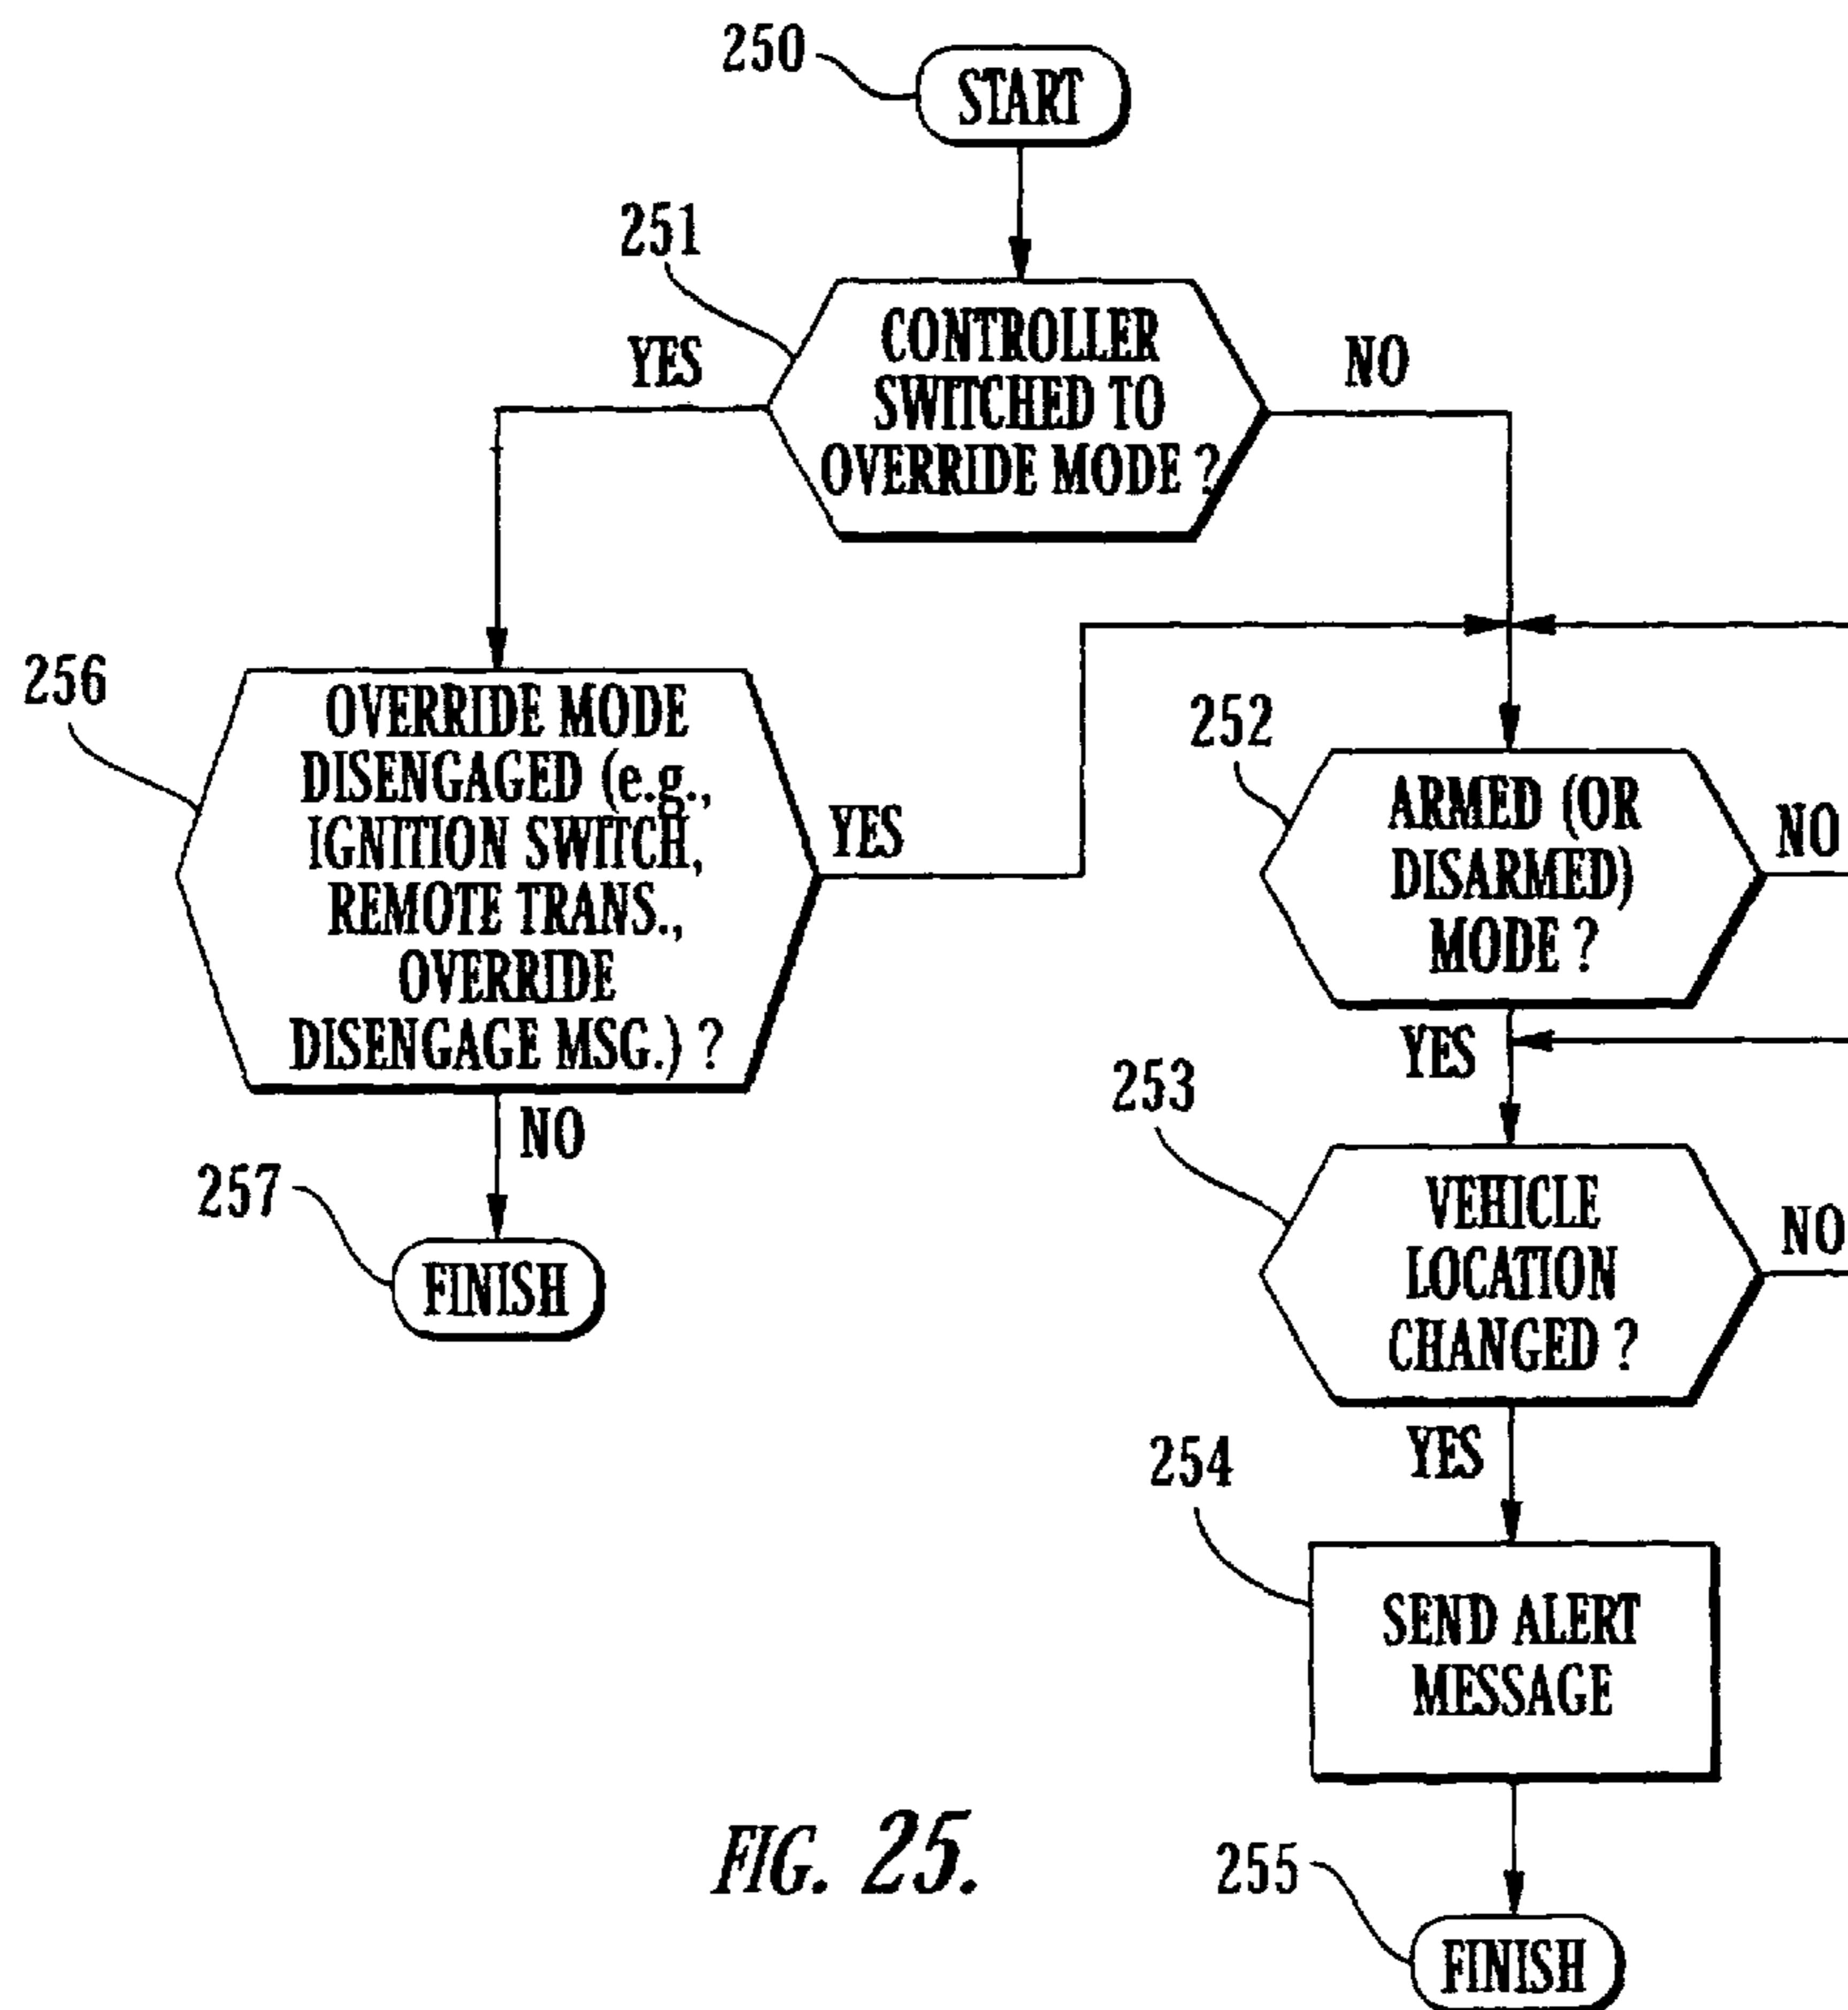 250
START
251
CONTROLLER
SWITCHED TO
OVERRIDE MODE ?
YES
NO
256
OVERRIDE MODE
DISENGAGED (e.g.,
IGNITION SWITCH,
REMOTE TRANS.,
OVERRIDE
DISENGAGE MSG.) ?
YES
NO
257
FINISH
252
ARMED (OR
DISARMED)
MODE ?
NO
YES
253
VEHICLE
LOCATION
CHANGED ?
NO
YES
254
SEND ALERT
MESSAGE
255
FINISH
FIG. 25.